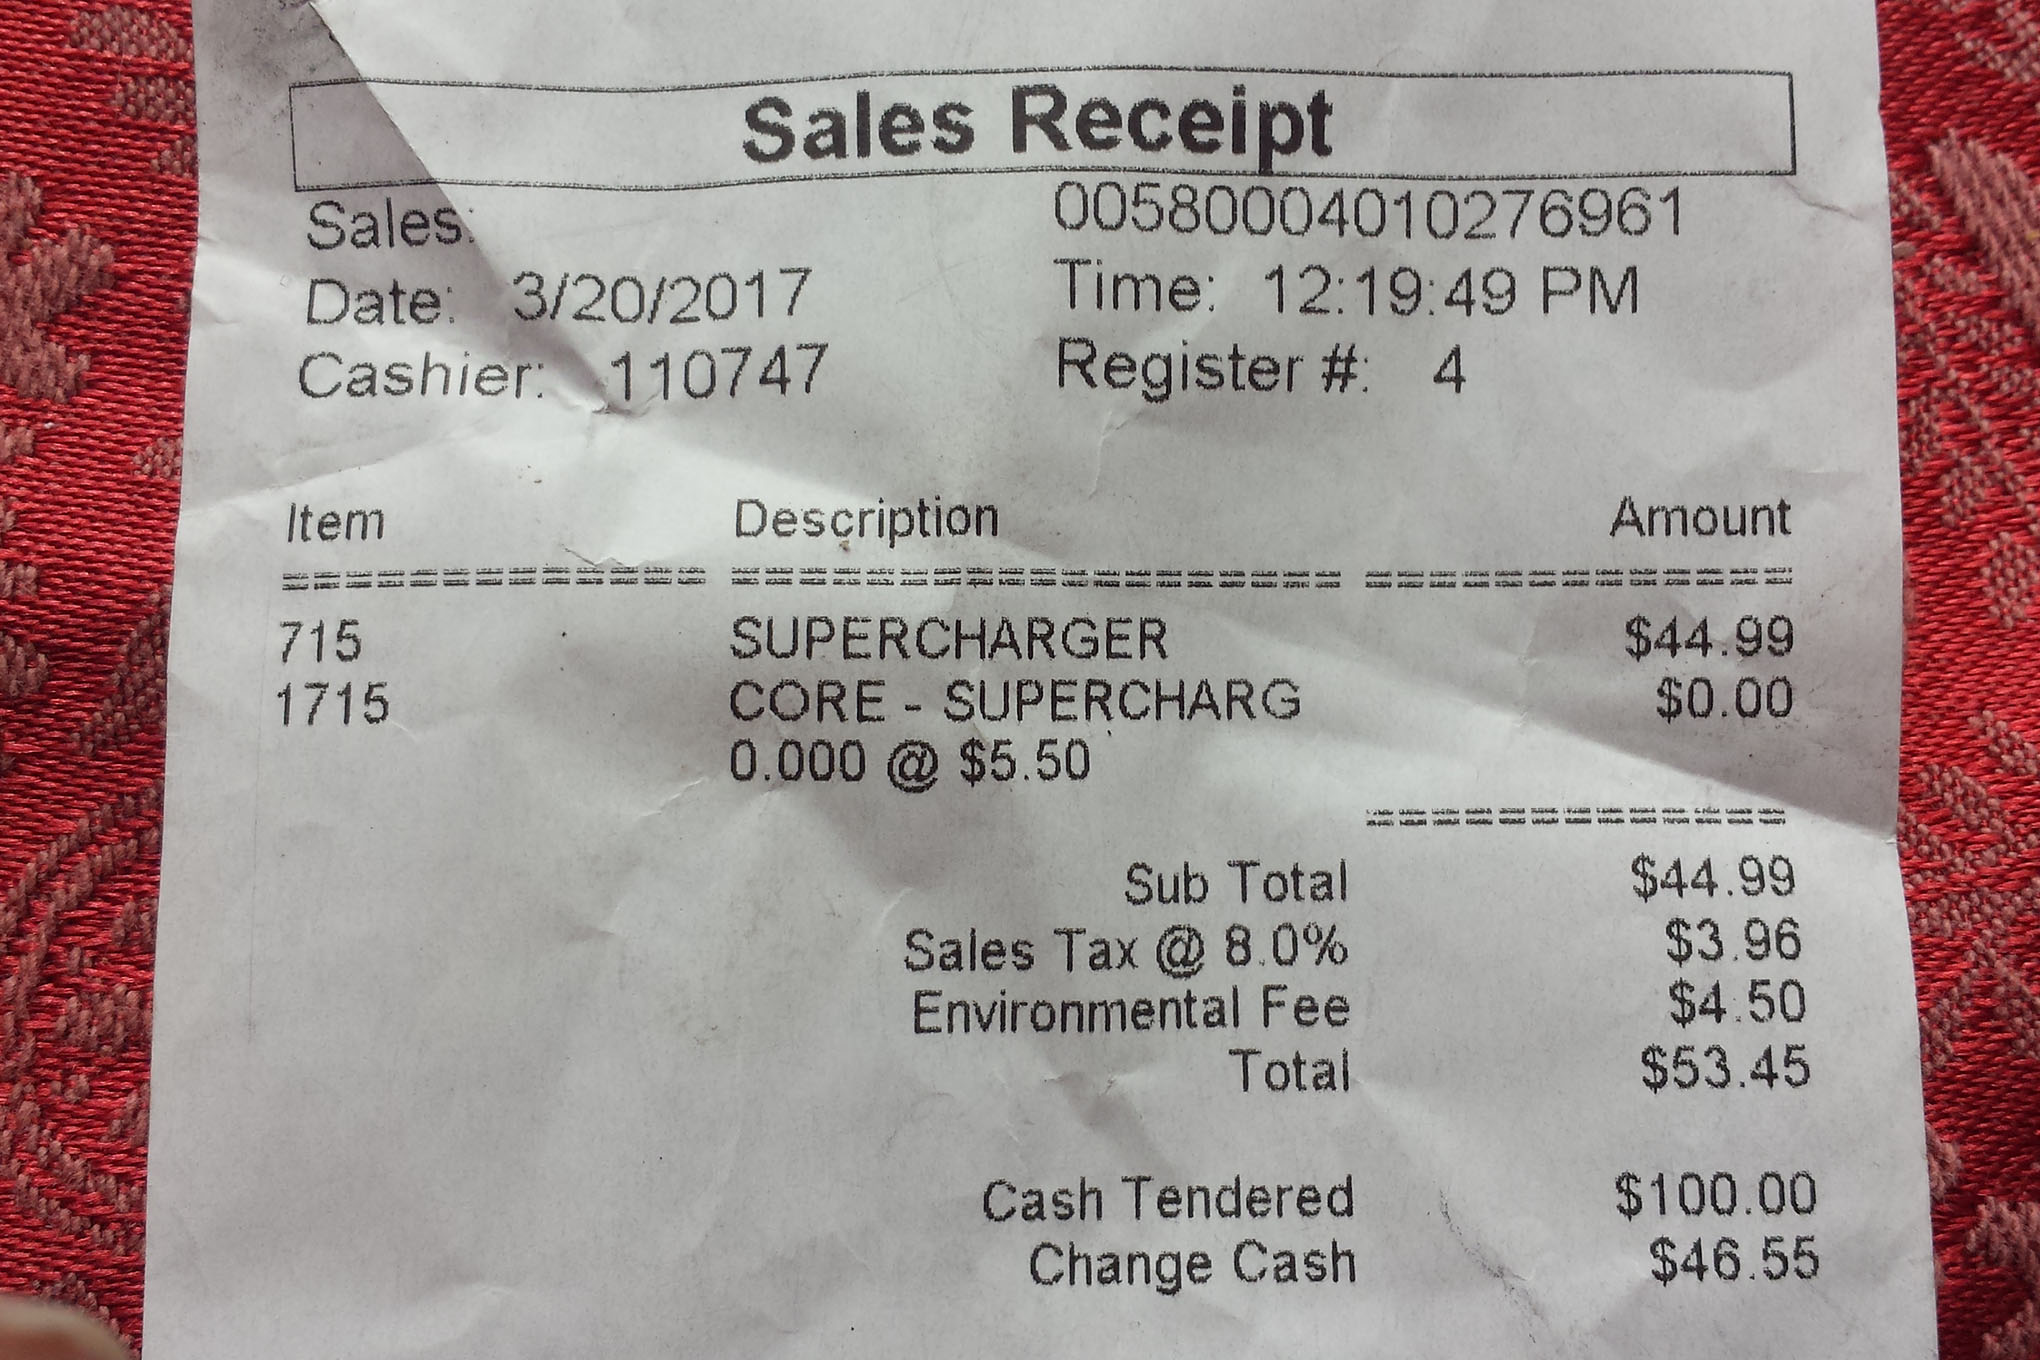 Sales Receipt
Sales: 00580004010276961
Date: 3/20/2017 Time: 12:19:49 PM
Cashier: 110747 Register #: 4
Item Description Amount
============= =================== =============
715 SUPERCHARGER $44.99
1715 CORE - SUPERCHARG $0.00
0.000 @ $5.50
=============
Sub Total $44.99
Sales Tax @ 8.0% $3.96
Environmental Fee $4.50
Total $53.45
Cash Tendered $100.00
Change Cash $46.55